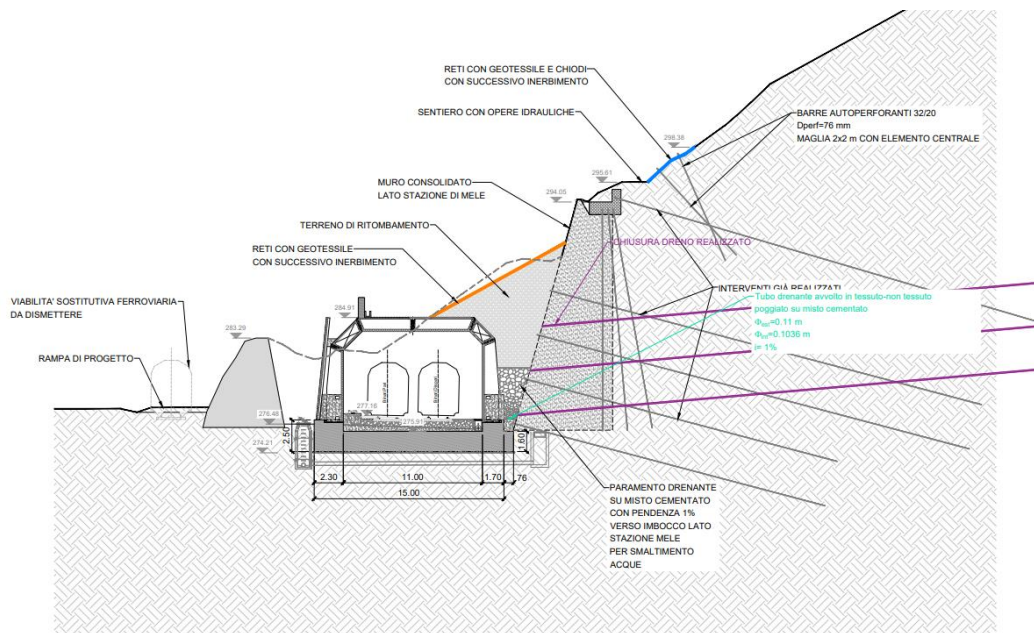 RETI CON GEOTESSILE E CHIODI
CON SUCCESSIVO INERBIMENTO
SENTIERO CON OPERE IDRAULICHE
BARRE AUTOPERFORANTI 32/20
Dperf=76 mm
MAGLIA 2x2 m CON ELEMENTO CENTRALE
298.38
295.61
294.05
MURO CONSOLIDATO
LATO STAZIONE DI MELE
TERRENO DI RITOMBAMENTO
RETI CON GEOTESSILE
CON SUCCESSIVO INERBIMENTO
CHIUSURA DRENO REALIZZATO
INTERVENTI GIÀ REALIZZATI
Tubo drenante avvolto in tessuto-non tessuto
poggiato su misto cementato
Φest=0.11 m
Φint=0.1036 m
i= 1%
VIABILITA' SOSTITUTIVA FERROVIARIA
DA DISMETTERE
RAMPA DI PROGETTO
284.91
283.29
277.16
276.48
275.91
274.21
2.50
1.60
2.30
11.00
1.70
76
15.00
PARAMENTO DRENANTE
SU MISTO CEMENTATO
CON PENDENZA 1%
VERSO IMBOCCO LATO
STAZIONE MELE
PER SMALTIMENTO
ACQUE